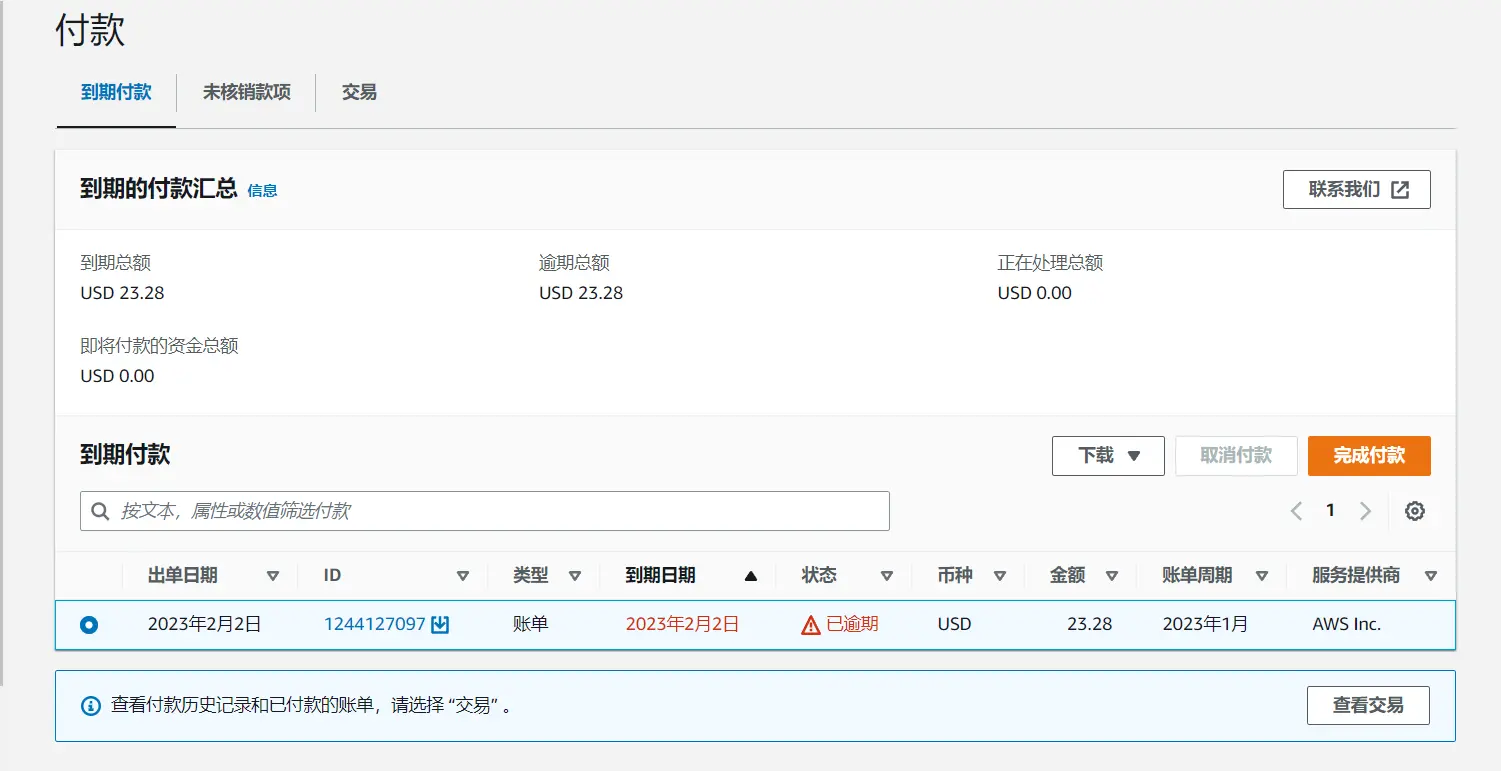 付款
到期付款 未核销款项 交易
到期的付款汇总 信息 联系我们
到期总额 逾期总额 正在处理总额
USD 23.28 USD 23.28 USD 0.00
即将付款的资金总额
USD 0.00
到期付款 下载 取消付款 完成付款
按文本，属性或数值筛选付款 1
出单日期 ID 类型 到期日期 状态 币种 金额 账单周期 服务提供商
2023年2月2日 1244127097 账单 2023年2月2日 已逾期 USD 23.28 2023年1月 AWS Inc.
查看付款历史记录和已付款的账单，请选择 “交易” 。 查看交易